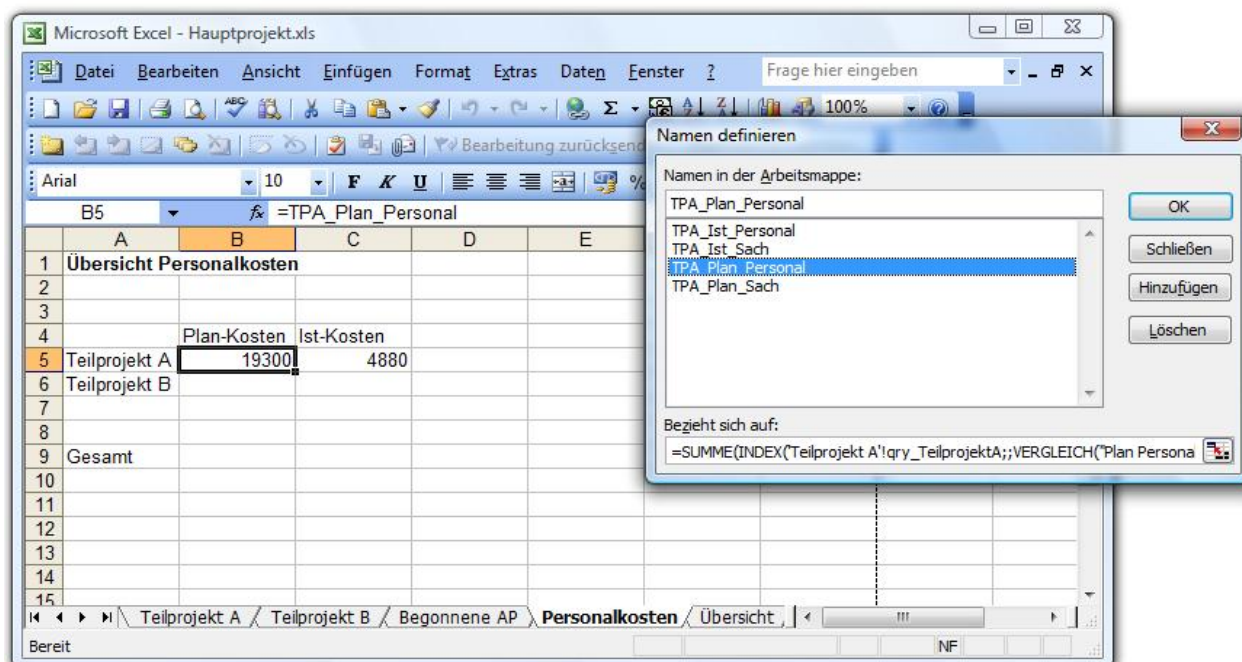 Microsoft Excel - Hauptprojekt.xls
Datei Bearbeiten Ansicht Einfügen Format Extras Daten Fenster ? Frage hier eingeben
100%
Bearbeitung zurücksend
Arial 10 F K U %
B5 fx =TPA_Plan_Personal
A B C D E
1 Übersicht Personalkosten
2
3
4 Plan-Kosten Ist-Kosten
5 Teilprojekt A 19300 4880
6 Teilprojekt B
7
8
9 Gesamt
10
11
12
13
14
15
Teilprojekt A / Teilprojekt B / Begonnene AP \ Personalkosten / Übersicht
Bereit NF
Namen definieren
Namen in der Arbeitsmappe:
TPA_Plan_Personal
TPA_Ist_Personal
TPA_Ist_Sach
TPA_Plan_Personal
TPA_Plan_Sach
OK
Schließen
Hinzufügen
Löschen
Bezieht sich auf:
=SUMME(INDEX('Teilprojekt A'!qry_TeilprojektA;;VERGLEICH("Plan Persona